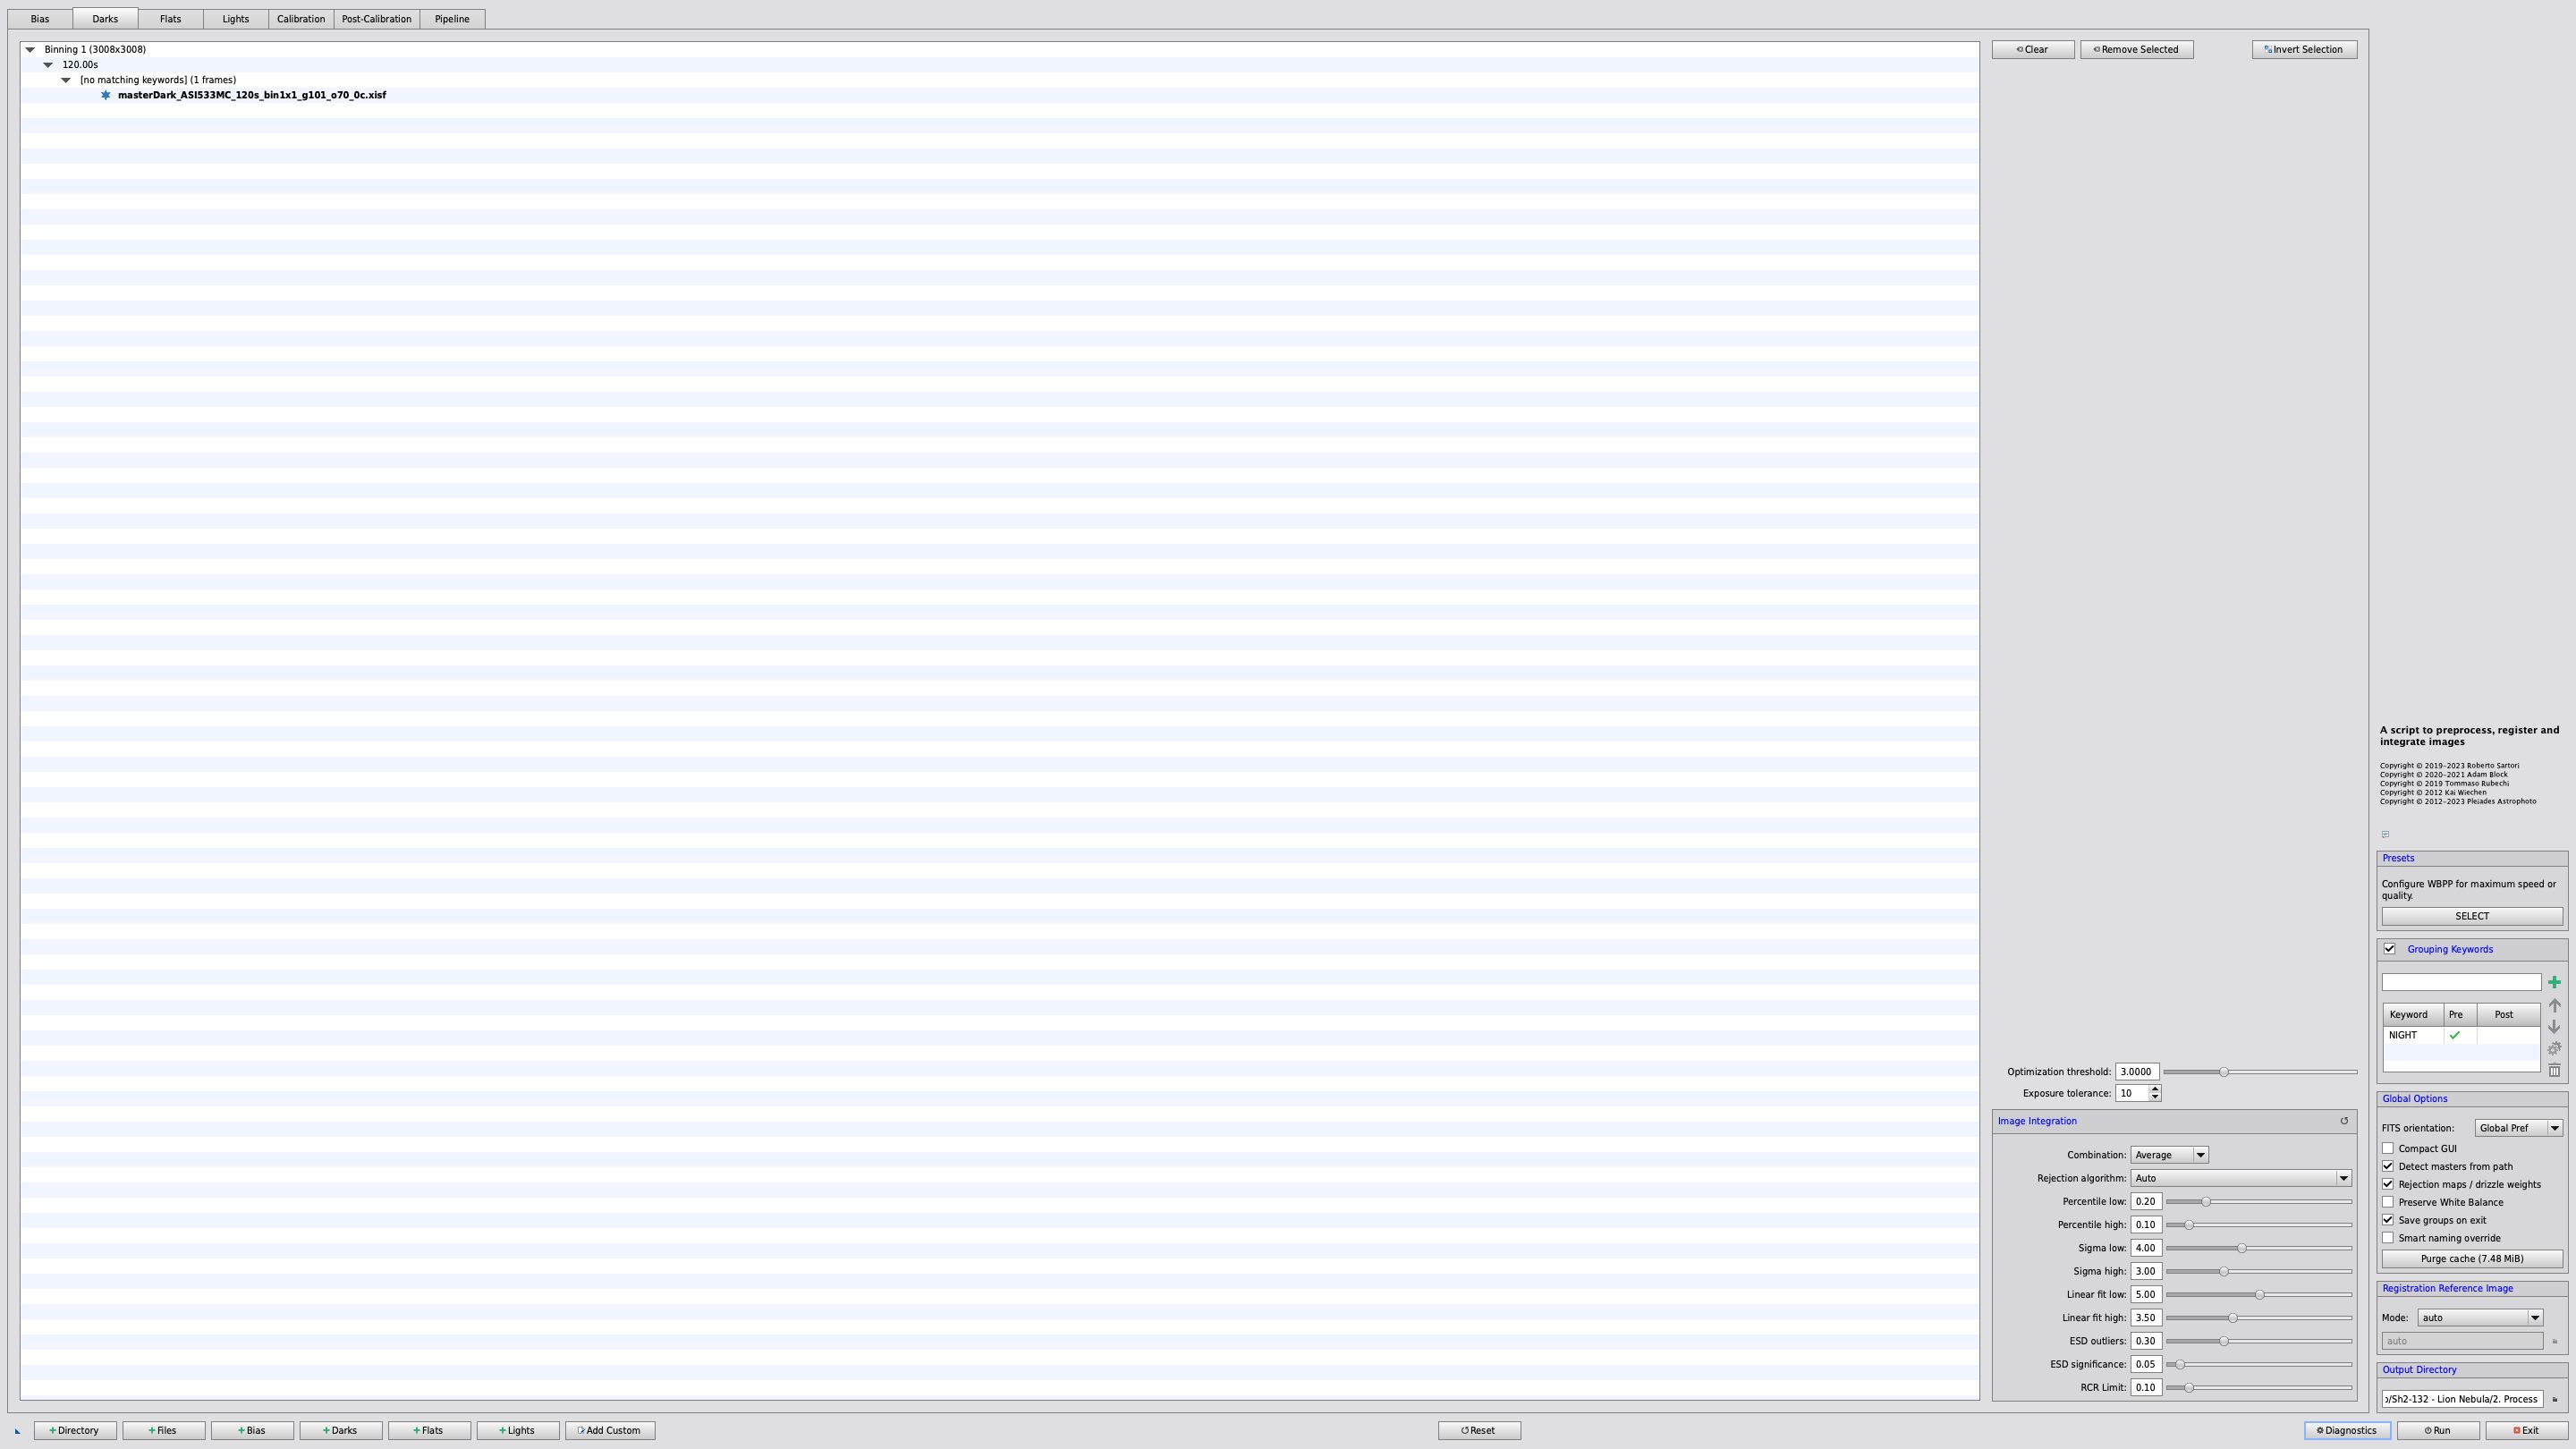 Bias Darks Flats Lights Calibration Post-Calibration Pipeline
Binning 1 (3008x3008)
120.00s
[no matching keywords] (1 frames)
masterDark_ASI533MC_120s_bin1x1_g101_o70_0c.xisf
Clear Remove Selected Invert Selection
Optimization threshold: 3.0000
Exposure tolerance: 10
Image Integration
Combination: Average
Rejection algorithm: Auto
Percentile low: 0.20
Percentile high: 0.10
Sigma low: 4.00
Sigma high: 3.00
Linear fit low: 5.00
Linear fit high: 3.50
ESD outliers: 0.30
ESD significance: 0.05
RCR Limit: 0.10
A script to preprocess, register and
integrate images
Copyright © 2019-2023 Roberto Sartori
Copyright © 2020-2021 Adam Block
Copyright © 2019 Tommaso Rubechi
Copyright © 2012 Kai Wiechen
Copyright © 2012-2023 Pleiades Astrophoto
Presets
Configure WBPP for maximum speed or
quality.
SELECT
Grouping Keywords
Keyword Pre Post
NIGHT
Global Options
FITS orientation: Global Pref
Compact GUI
Detect masters from path
Rejection maps / drizzle weights
Preserve White Balance
Save groups on exit
Smart naming override
Purge cache (7.48 MiB)
Registration Reference Image
Mode: auto
auto
Output Directory
/Sh2-132 - Lion Nebula/2. Process
Directory Files Bias Darks Flats Lights Add Custom Reset Diagnostics Run Exit